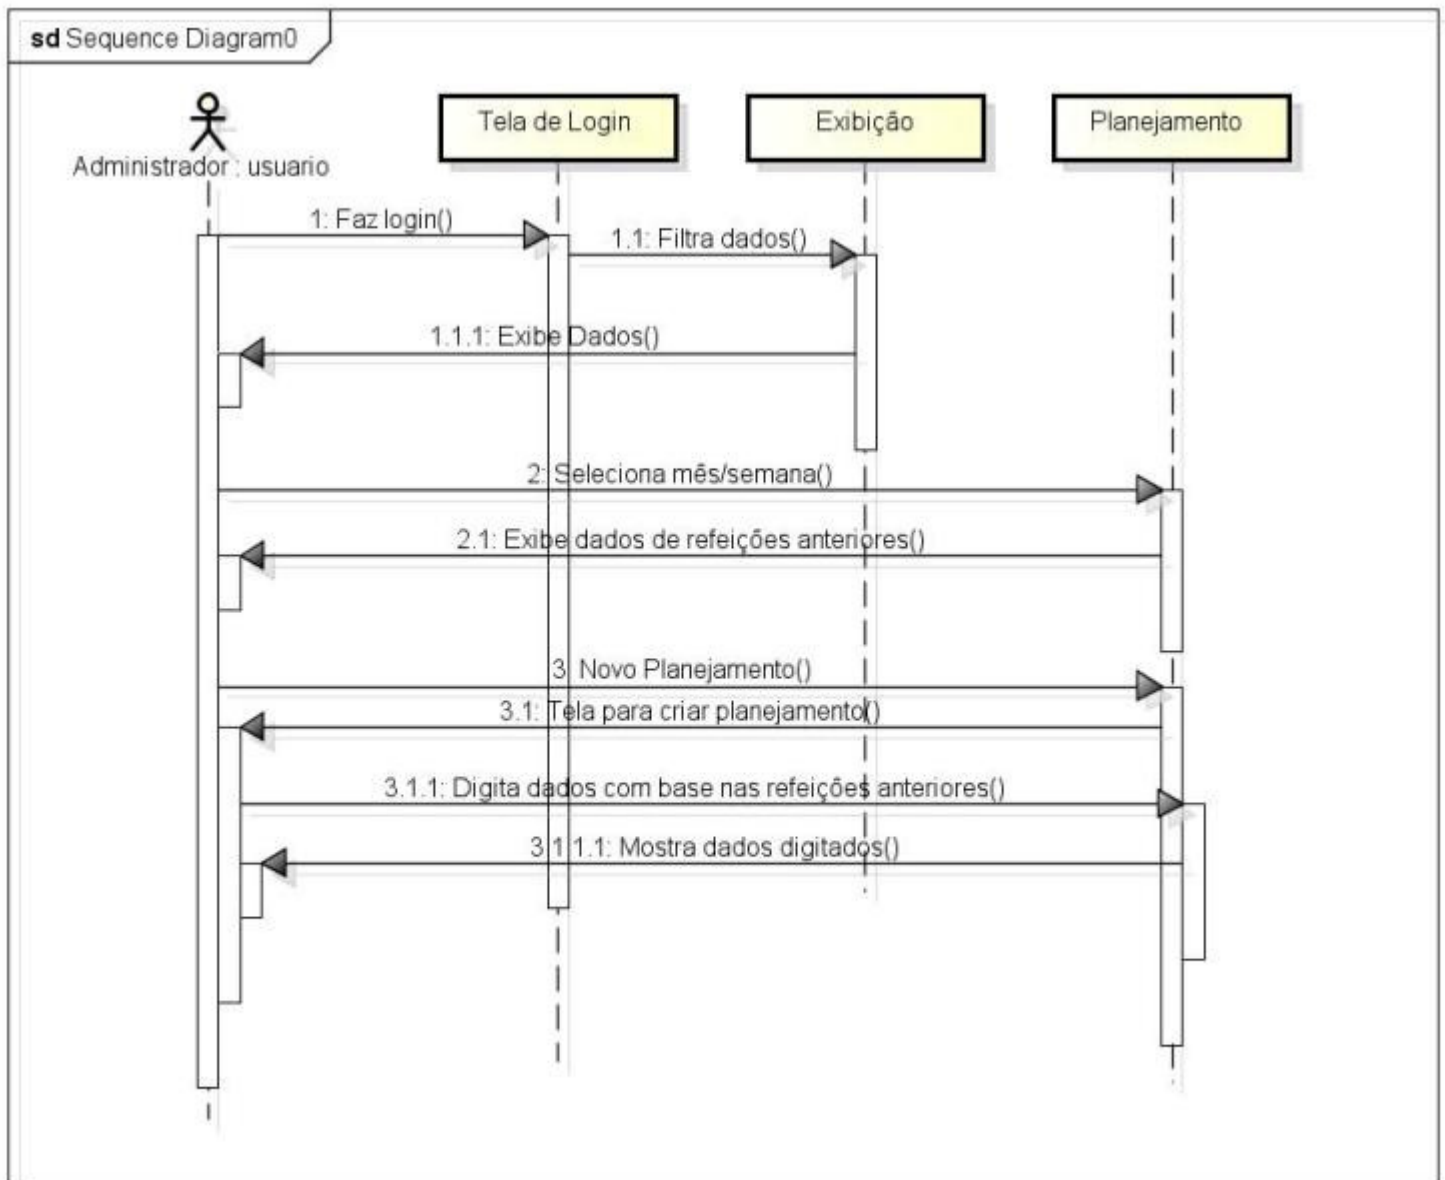 sd Sequence Diagram0
Administrador : usuario
Tela de Login
Exibição
Planejamento
1: Faz login()
1.1: Filtra dados()
1.1.1: Exibe Dados()
2: Seleciona mês/semana()
2.1: Exibe dados de refeições anteriores()
3: Novo Planejamento()
3.1: Tela para criar planejamento()
3.1.1: Digita dados com base nas refeições anteriores()
3.1.1.1: Mostra dados digitados()